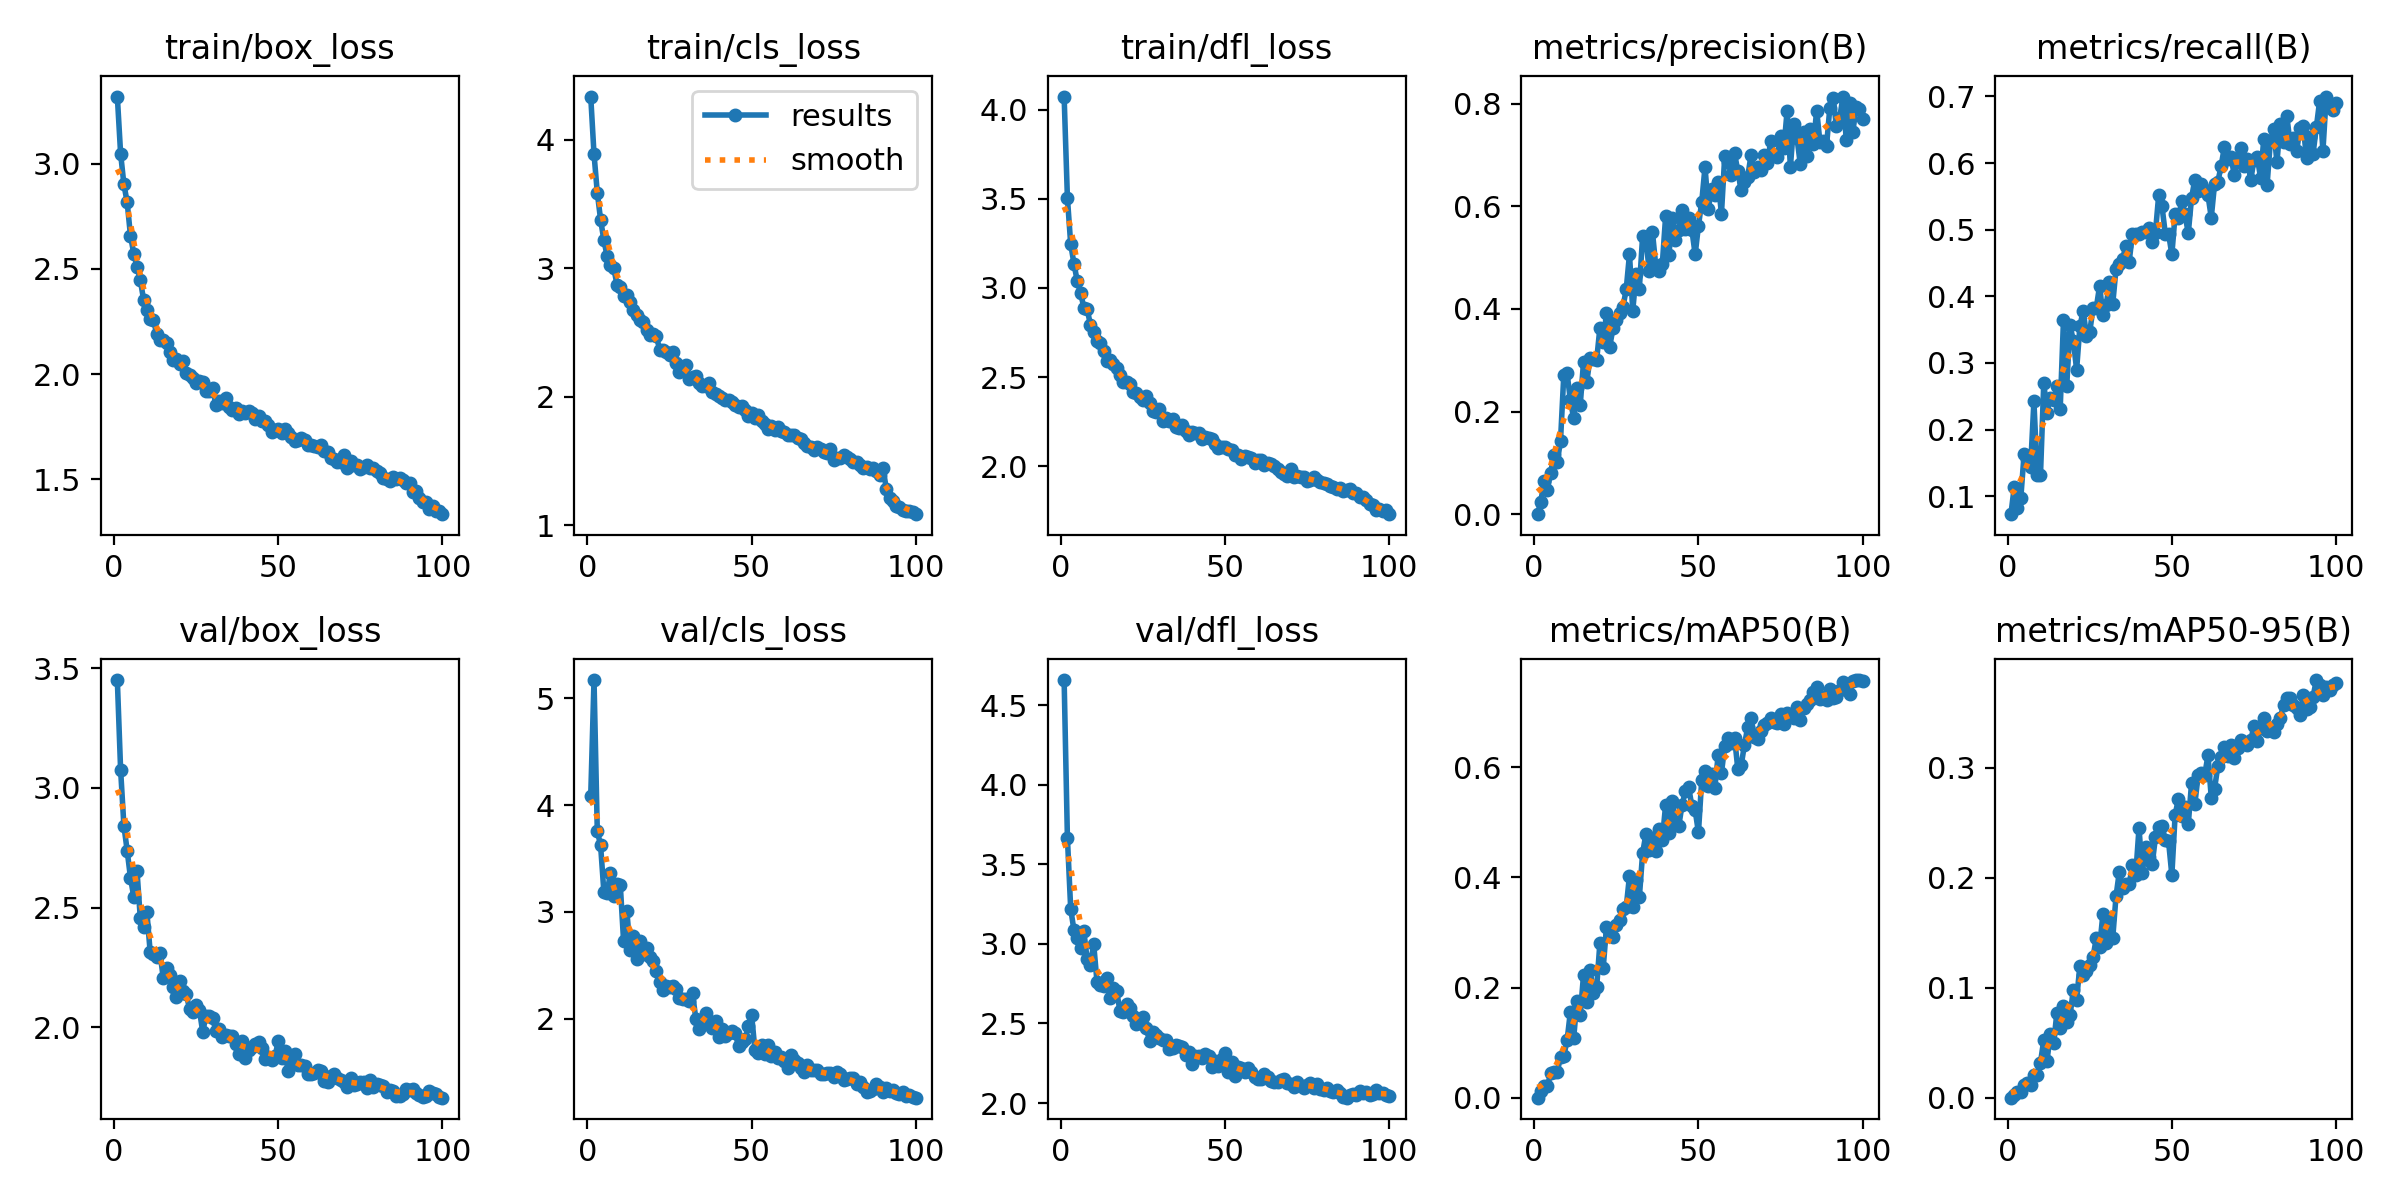 train/box_loss
3.0
2.5
2.0
1.5
0 50 100
train/cls_loss
results
smooth
4
3
2
1
0 50 100
train/dfl_loss
4.0
3.5
3.0
2.5
2.0
0 50 100
metrics/precision(B)
0.8
0.6
0.4
0.2
0.0
0 50 100
metrics/recall(B)
0.7
0.6
0.5
0.4
0.3
0.2
0.1
0 50 100
val/box_loss
3.5
3.0
2.5
2.0
0 50 100
val/cls_loss
5
4
3
2
0 50 100
val/dfl_loss
4.5
4.0
3.5
3.0
2.5
2.0
0 50 100
metrics/mAP50(B)
0.6
0.4
0.2
0.0
0 50 100
metrics/mAP50-95(B)
0.3
0.2
0.1
0.0
0 50 100